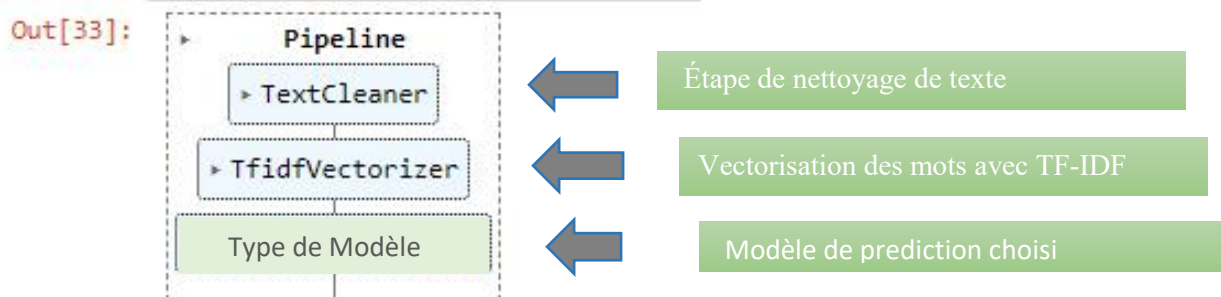 Out[33]:
Pipeline
TextCleaner
Étape de nettoyage de texte
TfidfVectorizer
Vectorisation des mots avec TF-IDF
Type de Modèle
Modèle de prediction choisi